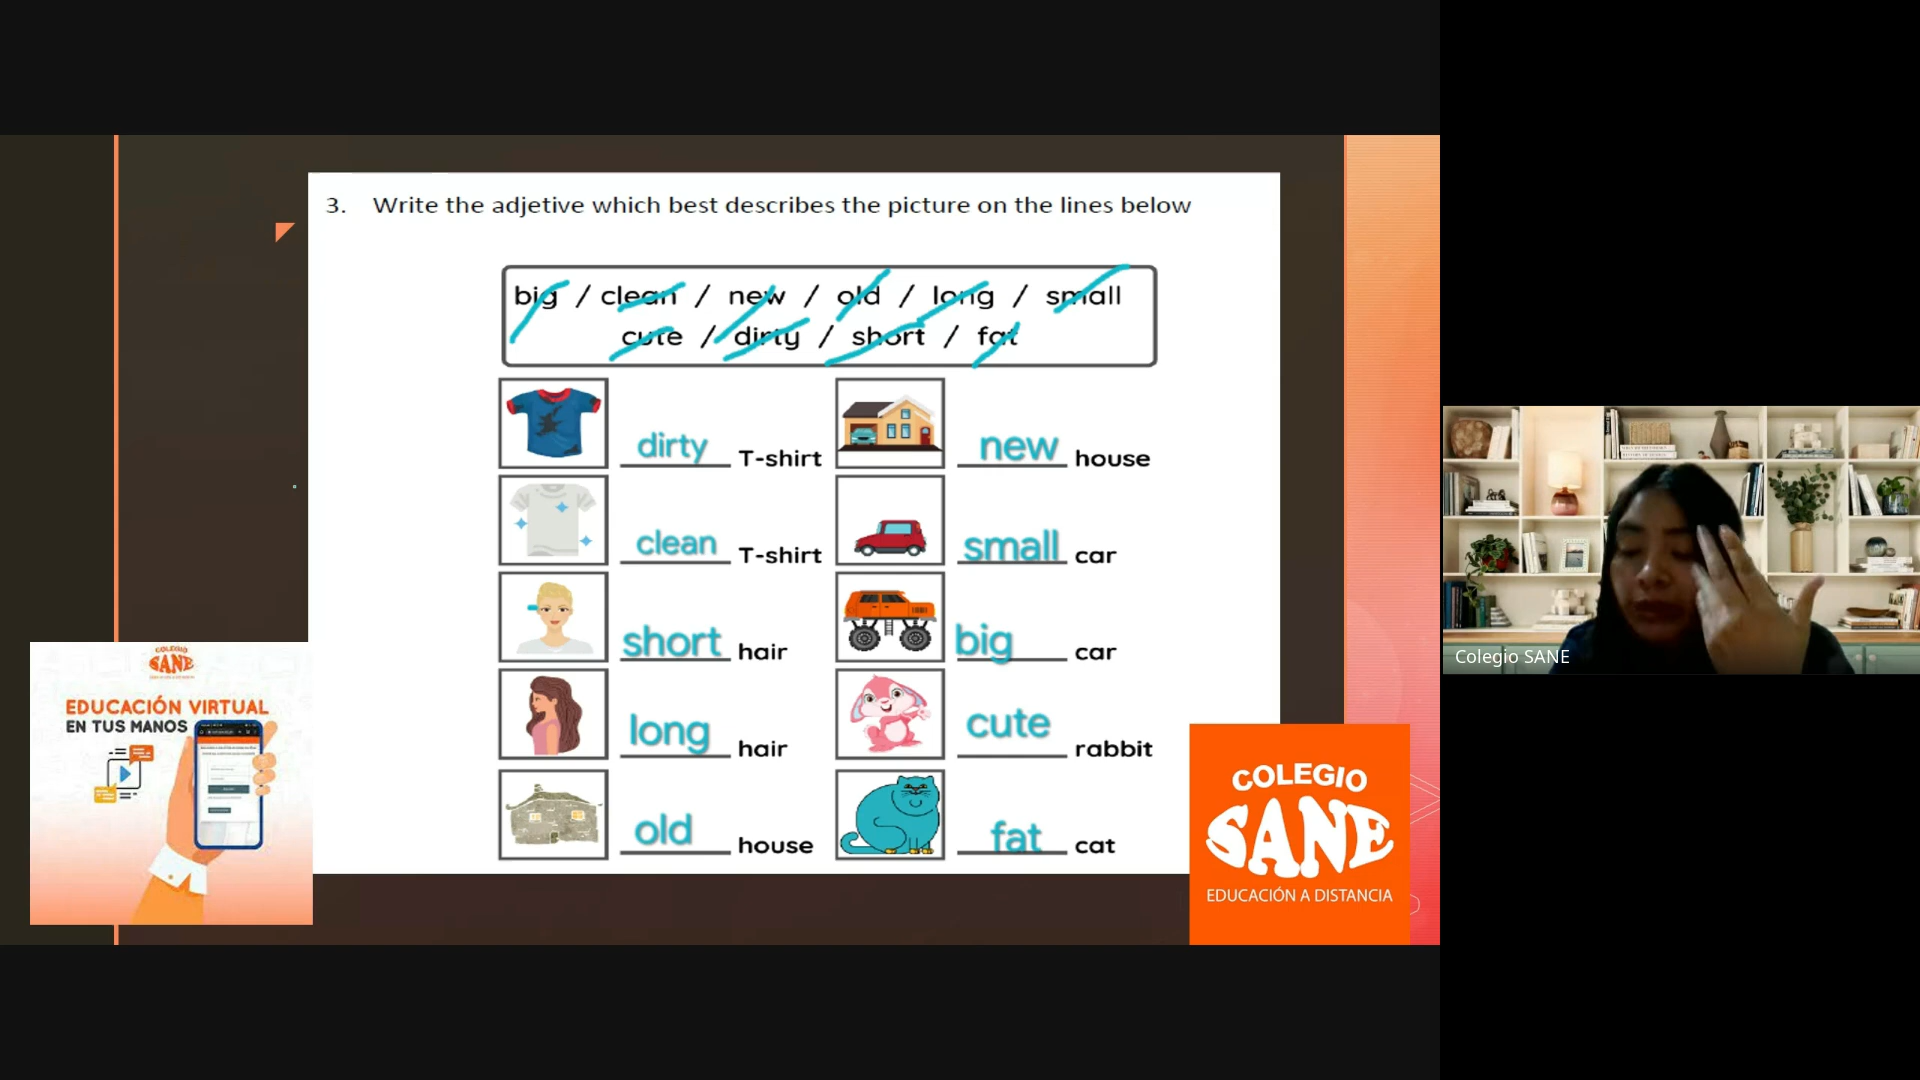 3. Write the adjetive which best describes the picture on the lines below
big / clean / new / old / long / small
cute / dirty / short / fat
dirty T-shirt
new house
clean T-shirt
small car
short hair
big car
long hair
cute rabbit
old house
fat cat
COLEGIO
SANE
EDUCACIÓN VIRTUAL
EN TUS MANOS
COLEGIO
SANE
EDUCACIÓN A DISTANCIA
Colegio SANE